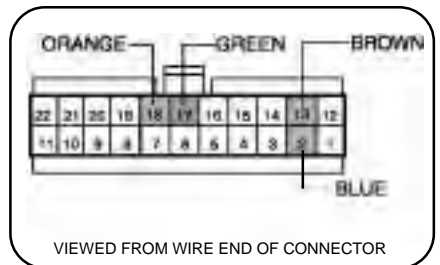 ORANGE GREEN BROWN
22 21 20 19 18 17 16 15 14 13 12
11 10 9 8 7 6 5 4 3 2 1
BLUE
VIEWED FROM WIRE END OF CONNECTOR